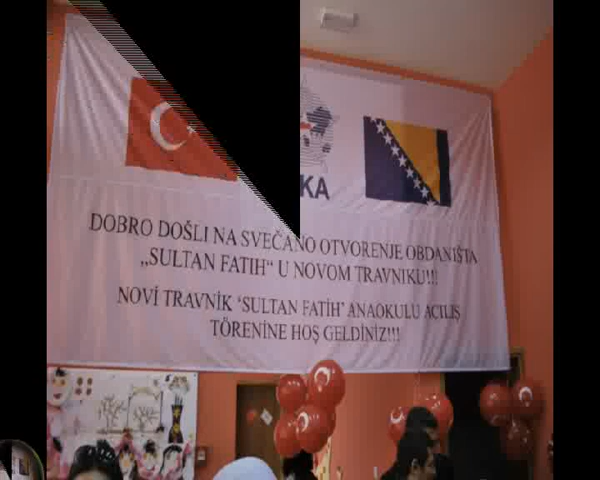 KA
DOBRO DOŠLI NA SVEČANO OTVORENJE OBDANIŠTA
„SULTAN FATIH“ U NOVOM TRAVNIKU!!!
NOVİ TRAVNİK ‘SULTAN FATİH’ ANAOKULU AÇILIŞ
TÖRENİNE HOŞ GELDİNİZ!!!